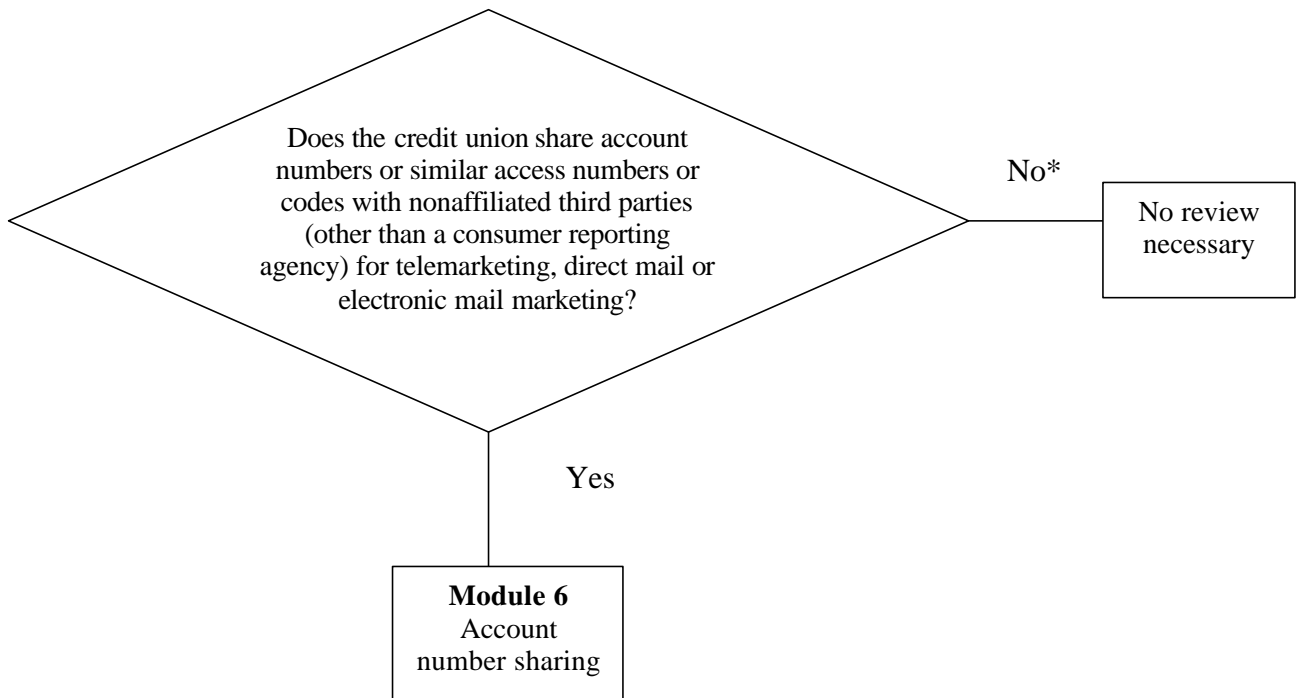 Does the credit union share account
numbers or similar access numbers or
codes with nonaffiliated third parties
(other than a consumer reporting
agency) for telemarketing, direct mail or
electronic mail marketing?
No*
No review
necessary
Yes
Module 6
Account
number sharing